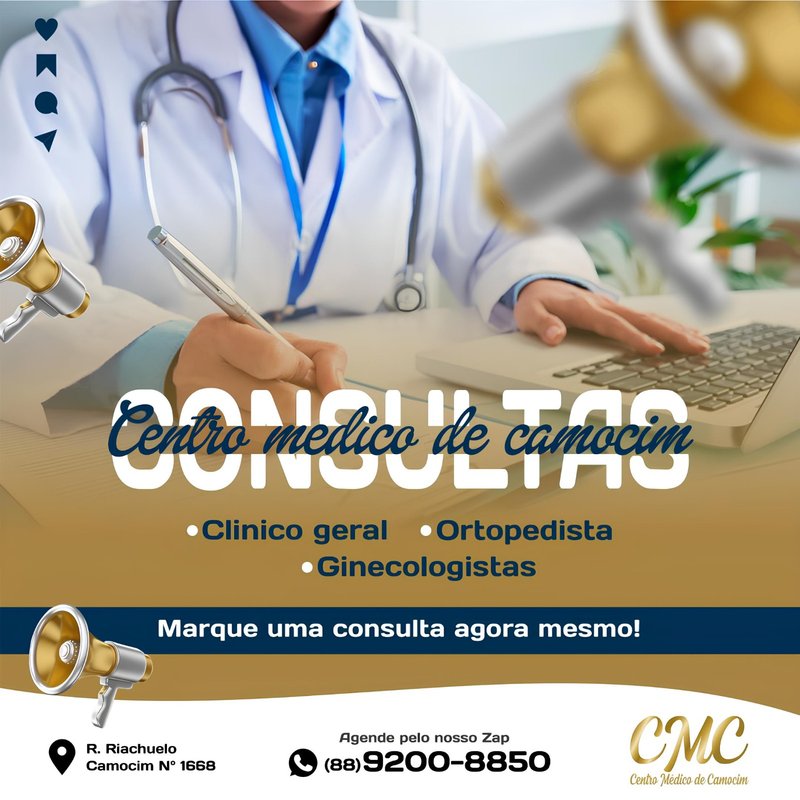 CONSULTAS
Centro medico de camocim
•Clinico geral •Ortopedista
•Ginecologistas
Marque uma consulta agora mesmo!
R. Riachuelo
Camocim Nº 1668
Agende pelo nosso Zap
(88)9200-8850
CMC
Centro Médico de Camocim